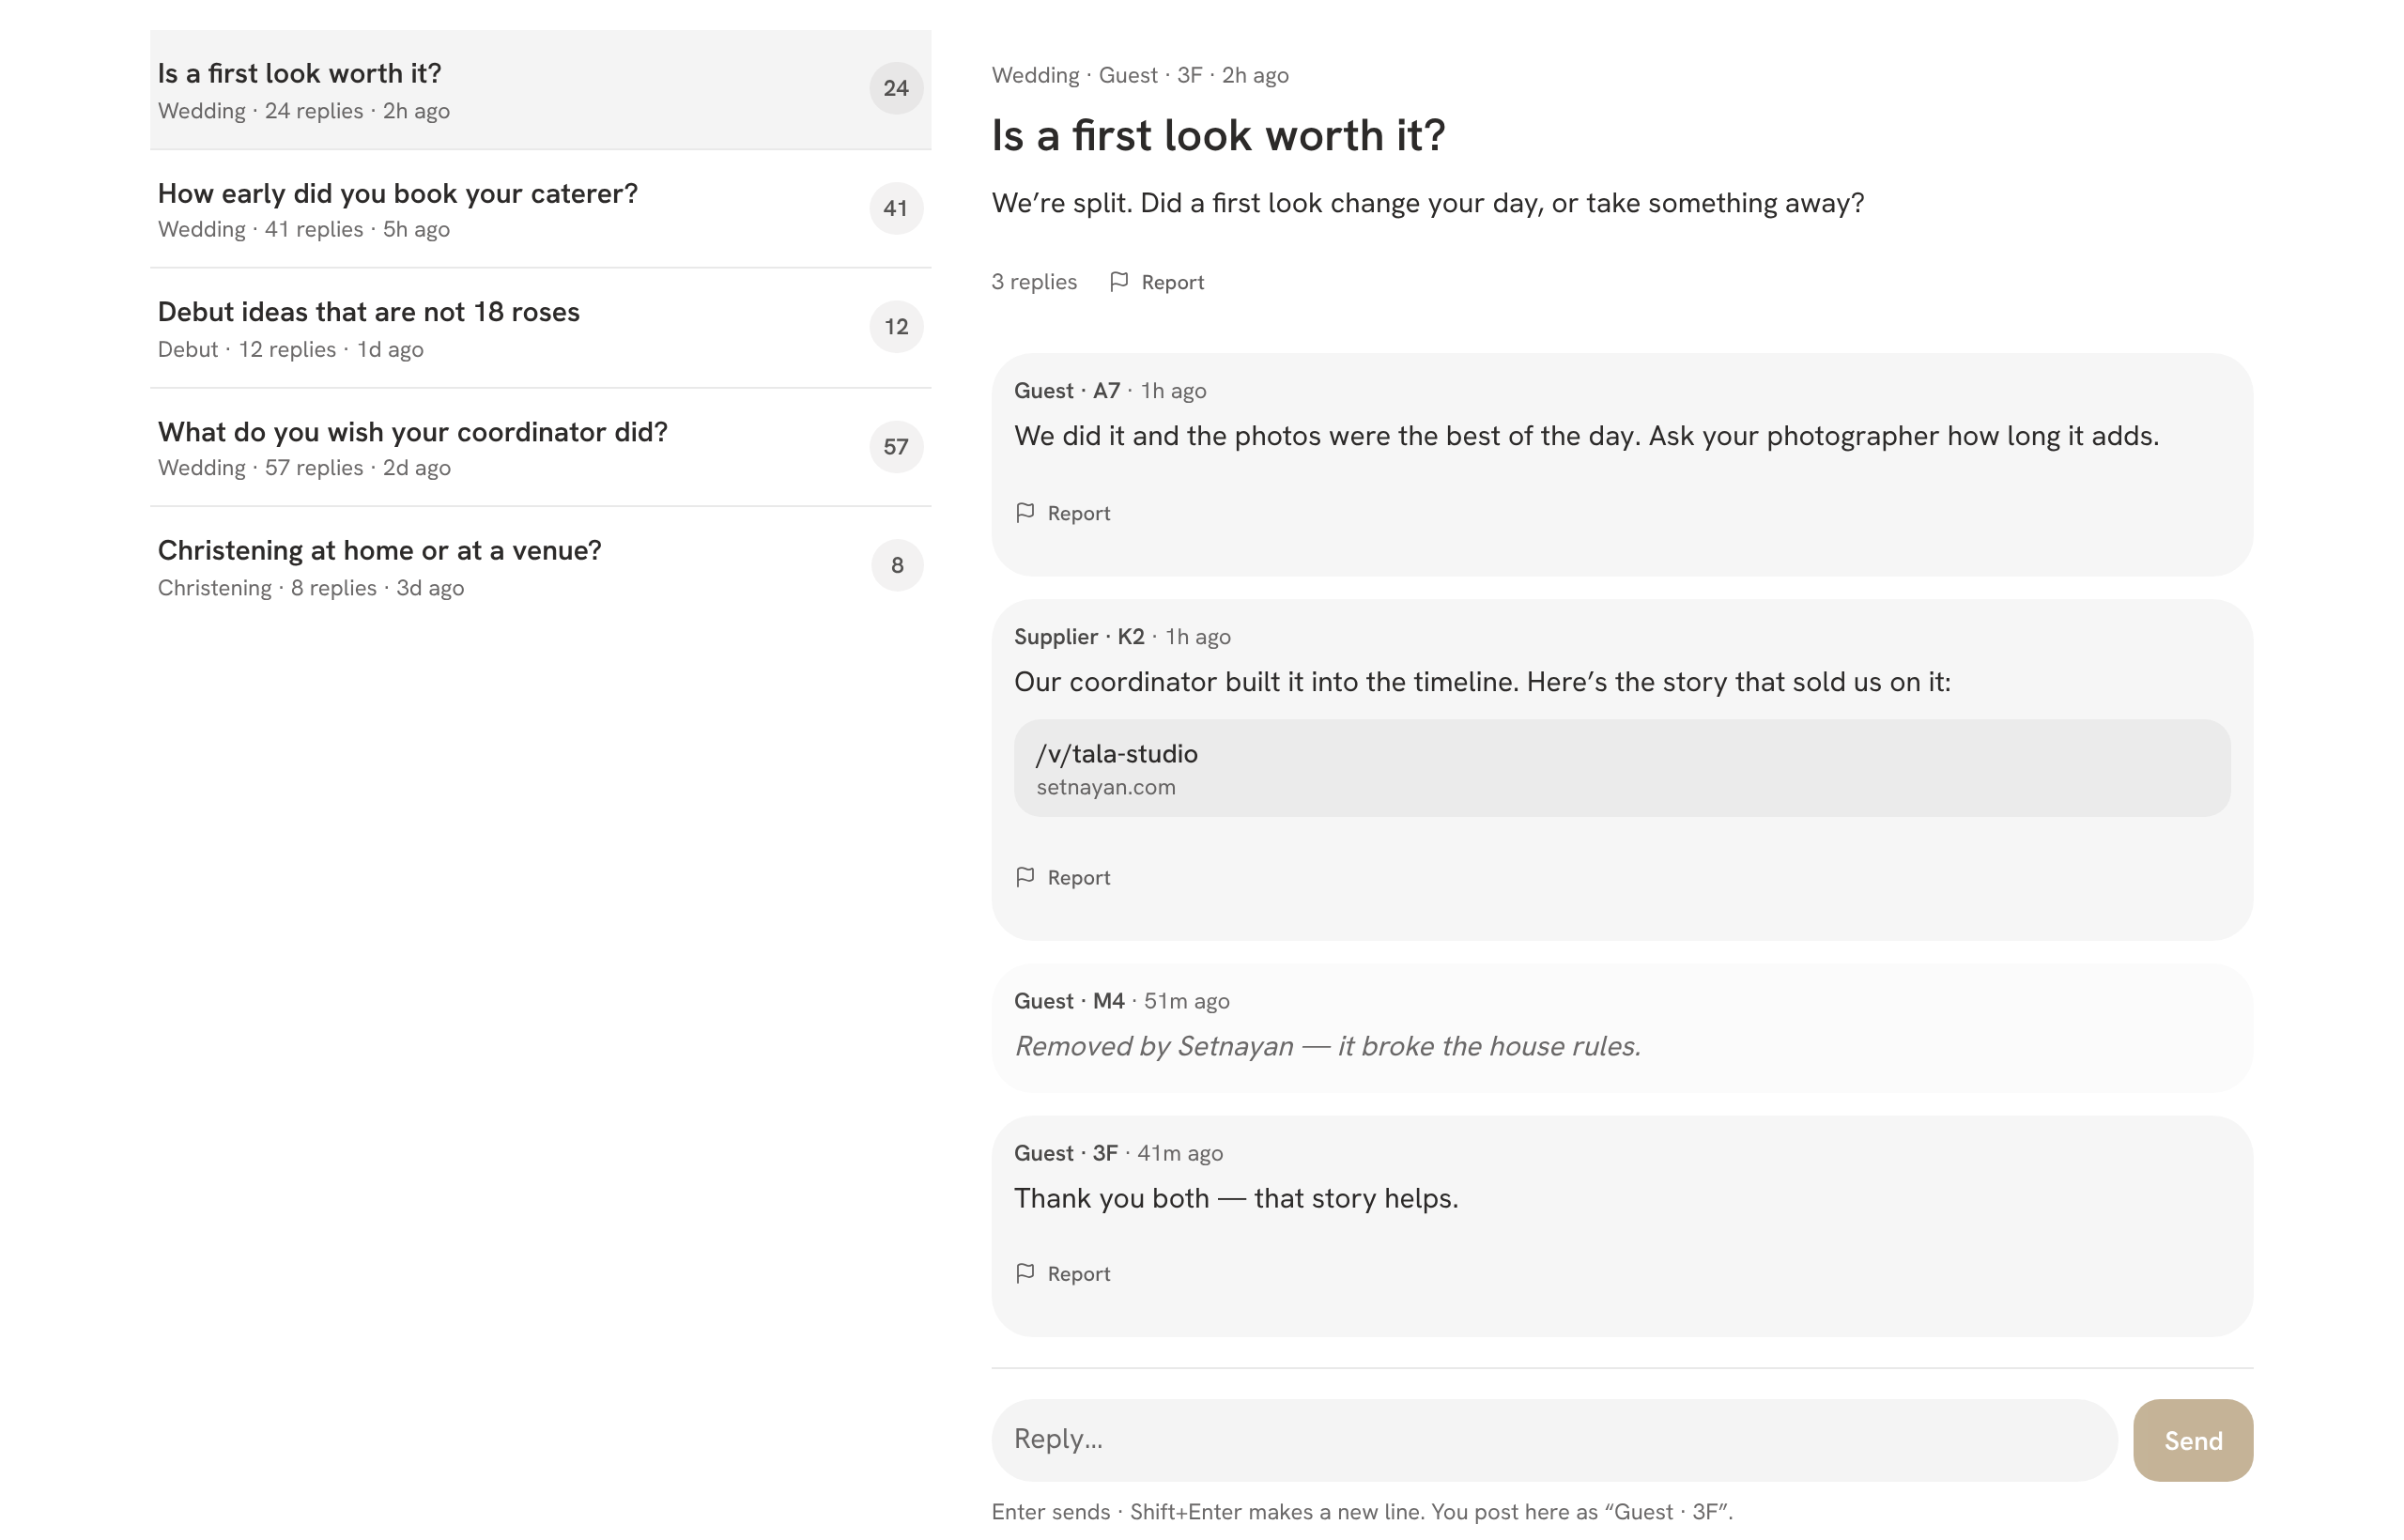 Is a first look worth it?
Wedding · 24 replies · 2h ago
24
How early did you book your caterer?
Wedding · 41 replies · 5h ago
41
Debut ideas that are not 18 roses
Debut · 12 replies · 1d ago
12
What do you wish your coordinator did?
Wedding · 57 replies · 2d ago
57
Christening at home or at a venue?
Christening · 8 replies · 3d ago
8
Wedding · Guest · 3F · 2h ago
Is a first look worth it?
We’re split. Did a first look change your day, or take something away?
3 replies Report
Guest · A7 · 1h ago
We did it and the photos were the best of the day. Ask your photographer how long it adds.
Report
Supplier · K2 · 1h ago
Our coordinator built it into the timeline. Here’s the story that sold us on it:
/v/tala-studio
setnayan.com
Report
Guest · M4 · 51m ago
Removed by Setnayan — it broke the house rules.
Guest · 3F · 41m ago
Thank you both — that story helps.
Report
Reply…
Send
Enter sends · Shift+Enter makes a new line. You post here as “Guest · 3F”.